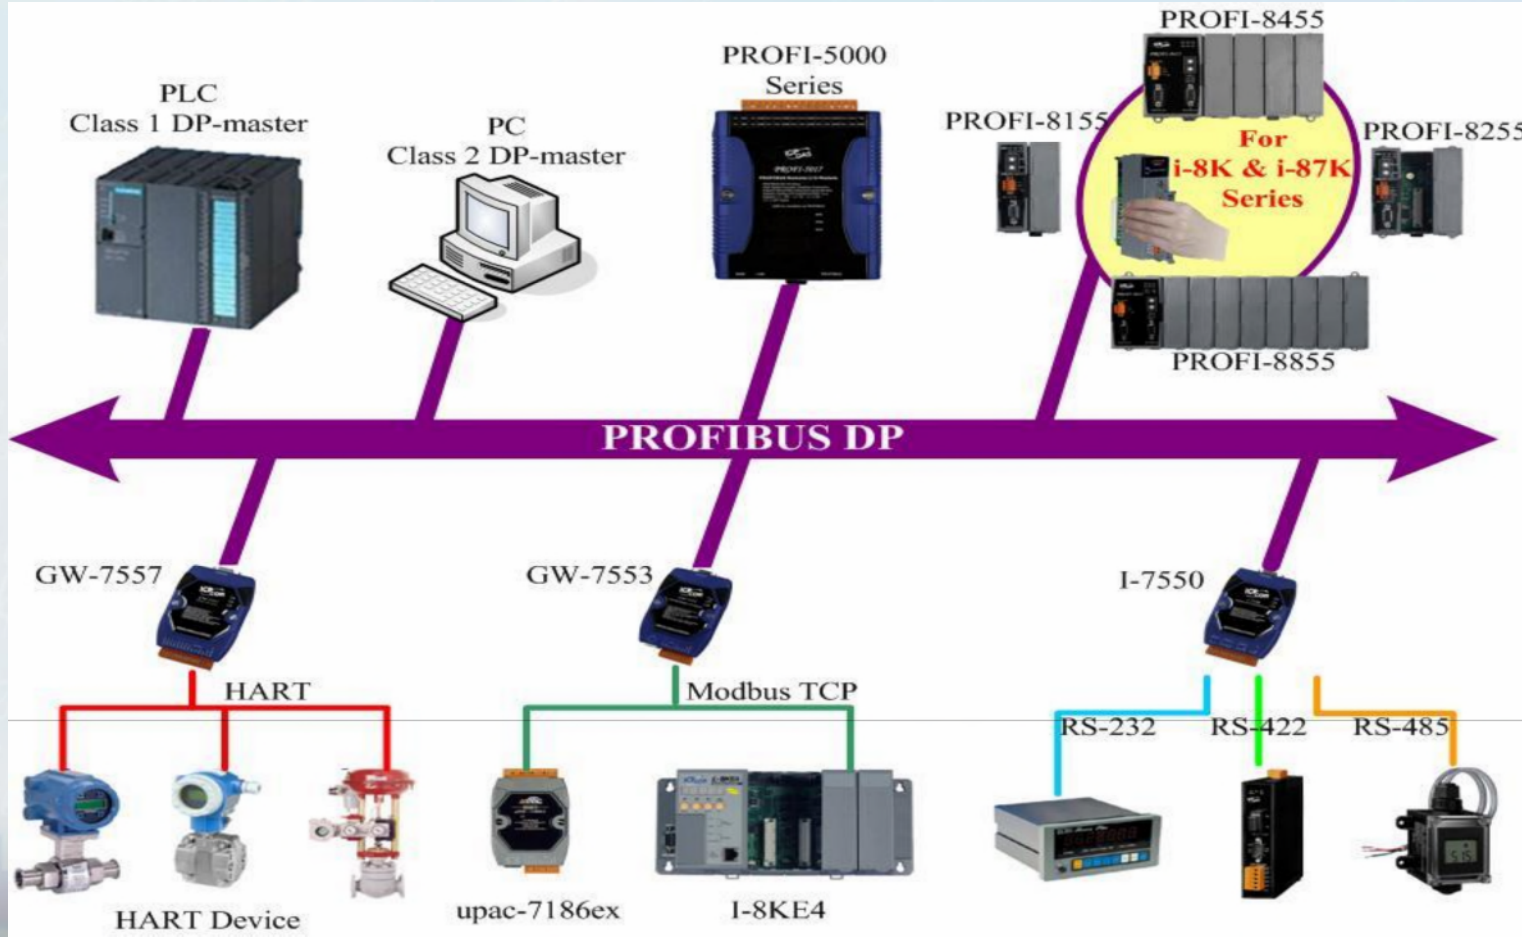 PROFI-8455
PROFI-5000
Series
PLC
Class 1 DP-master
PC
Class 2 DP-master
PROFI-8155
For
i-8K & i-87K
Series
PROFI-8255
PROFI-8855
PROFIBUS DP
GW-7557
GW-7553
I-7550
HART
Modbus TCP
RS-232
RS-422
RS-485
HART Device
upac-7186ex
I-8KE4